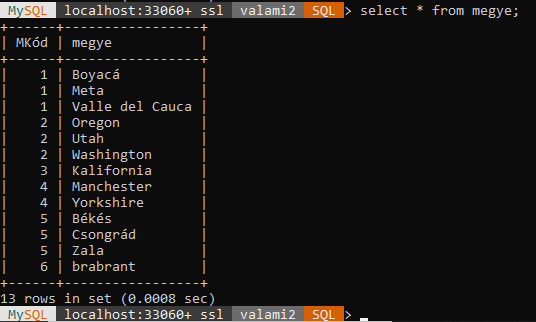 MySQL localhost:33060+ ssl valami2 SQL > select * from megye;
+------+-----------------+
| MKód | megye           |
+------+-----------------+
|    1 | Boyacá          |
|    1 | Meta            |
|    1 | Valle del Cauca |
|    2 | Oregon          |
|    2 | Utah            |
|    2 | Washington      |
|    3 | Kalifornia      |
|    4 | Manchester      |
|    4 | Yorkshire       |
|    5 | Békés           |
|    5 | Csongrád        |
|    5 | Zala            |
|    6 | brabrant        |
+------+-----------------+
13 rows in set (0.0008 sec)
MySQL localhost:33060+ ssl valami2 SQL > _